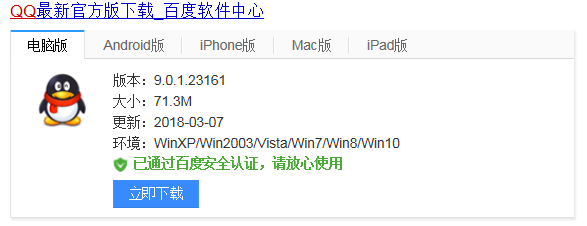 QQ最新官方版下载_百度软件中心
电脑版 Android版 iPhone版 Mac版 iPad版
版本：9.0.1.23161
大小：71.3M
更新：2018-03-07
环境：WinXP/Win2003/Vista/Win7/Win8/Win10
已通过百度安全认证，请放心使用
立即下载